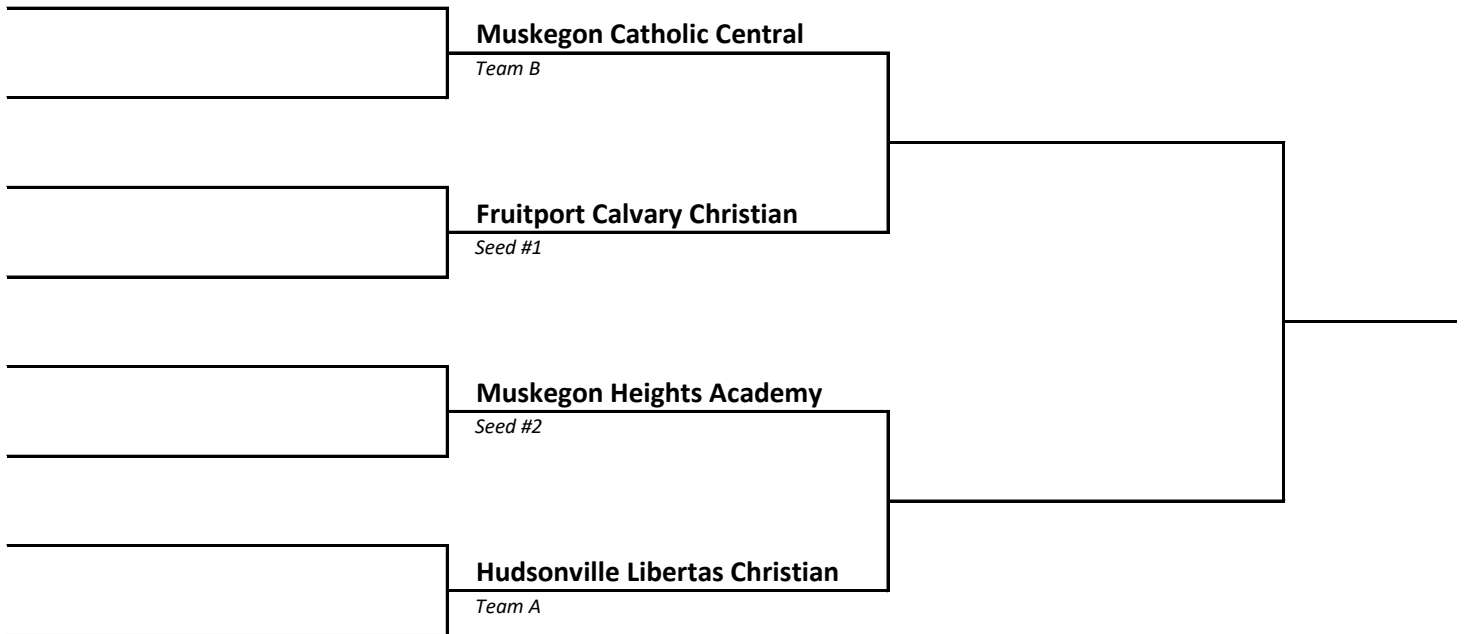 Muskegon Catholic Central
Team B
Fruitport Calvary Christian
Seed #1
Muskegon Heights Academy
Seed #2
Hudsonville Libertas Christian
Team A